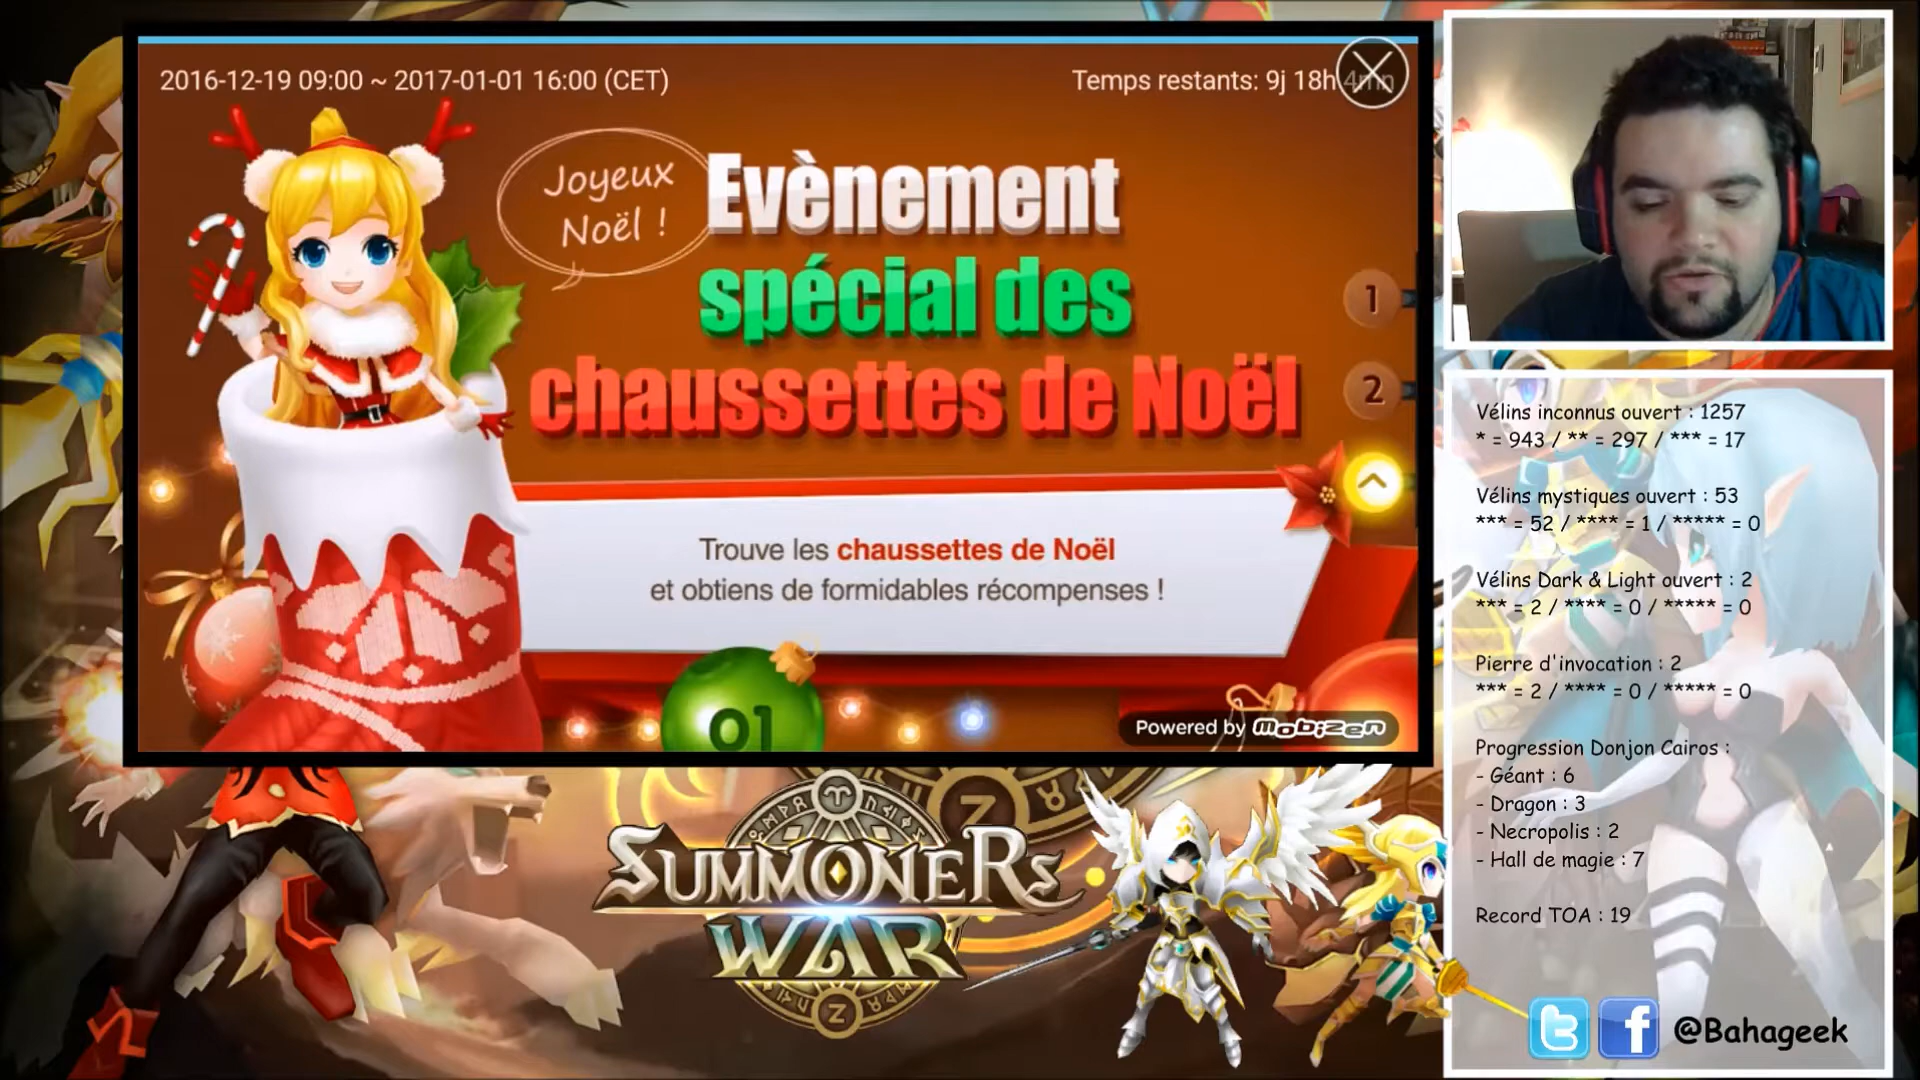 2016-12-19 09:00 ~ 2017-01-01 16:00 (CET)
Temps restants: 9j 18h 4mn
Joyeux
Noël !
Evènement
spécial des
chaussettes de Noël
1
2
Trouve les chaussettes de Noël
et obtiens de formidables récompenses !
01
Powered by mobizen
SUMMONERS
WAR
Vélins inconnus ouvert : 1257
* = 943 / ** = 297 / *** = 17
Vélins mystiques ouvert : 53
*** = 52 / **** = 1 / ***** = 0
Vélins Dark & Light ouvert : 2
*** = 2 / **** = 0 / ***** = 0
Pierre d'invocation : 2
*** = 2 / **** = 0 / ***** = 0
Progression Donjon Cairos :
- Géant : 6
- Dragon : 3
- Necropolis : 2
- Hall de magie : 7
Record TOA : 19
@Bahageek